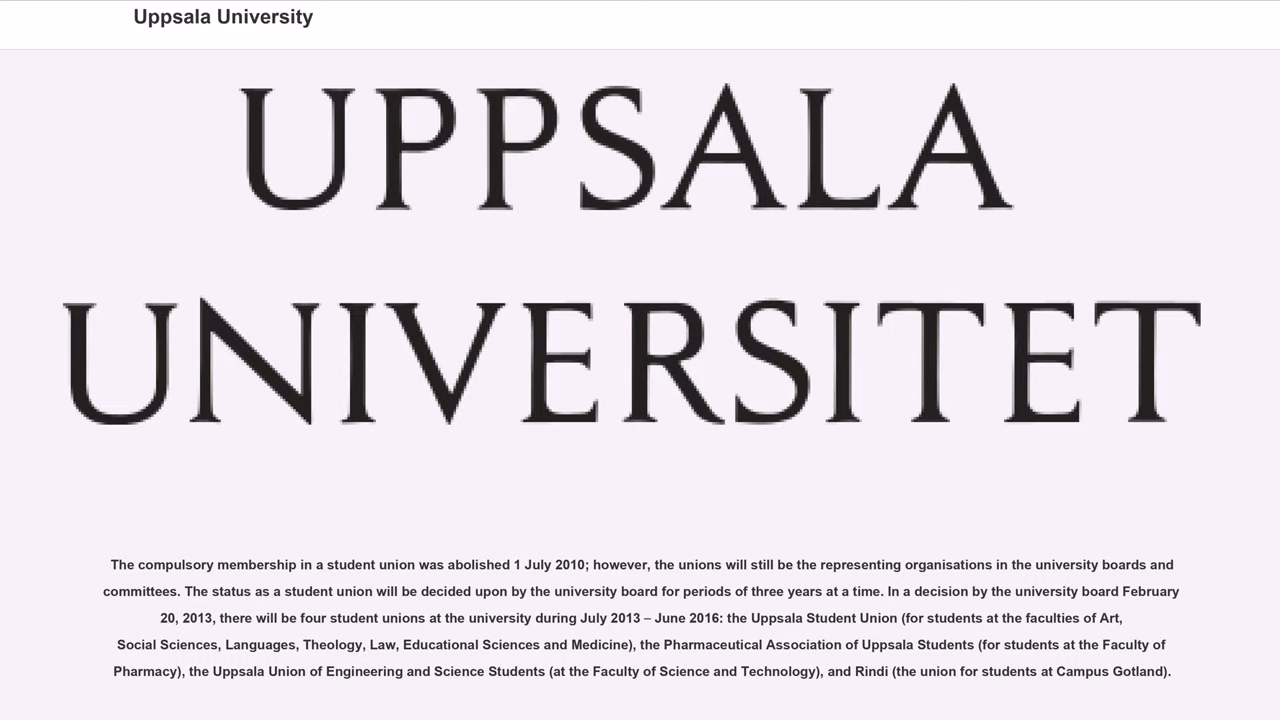 Uppsala University
UPPSALA
UNIVERSITET
The compulsory membership in a student union was abolished 1 July 2010; however, the unions will still be the representing organisations in the university boards and
committees. The status as a student union will be decided upon by the university board for periods of three years at a time. In a decision by the university board February
20, 2013, there will be four student unions at the university during July 2013 – June 2016: the Uppsala Student Union (for students at the faculties of Art,
Social Sciences, Languages, Theology, Law, Educational Sciences and Medicine), the Pharmaceutical Association of Uppsala Students (for students at the Faculty of
Pharmacy), the Uppsala Union of Engineering and Science Students (at the Faculty of Science and Technology), and Rindi (the union for students at Campus Gotland).